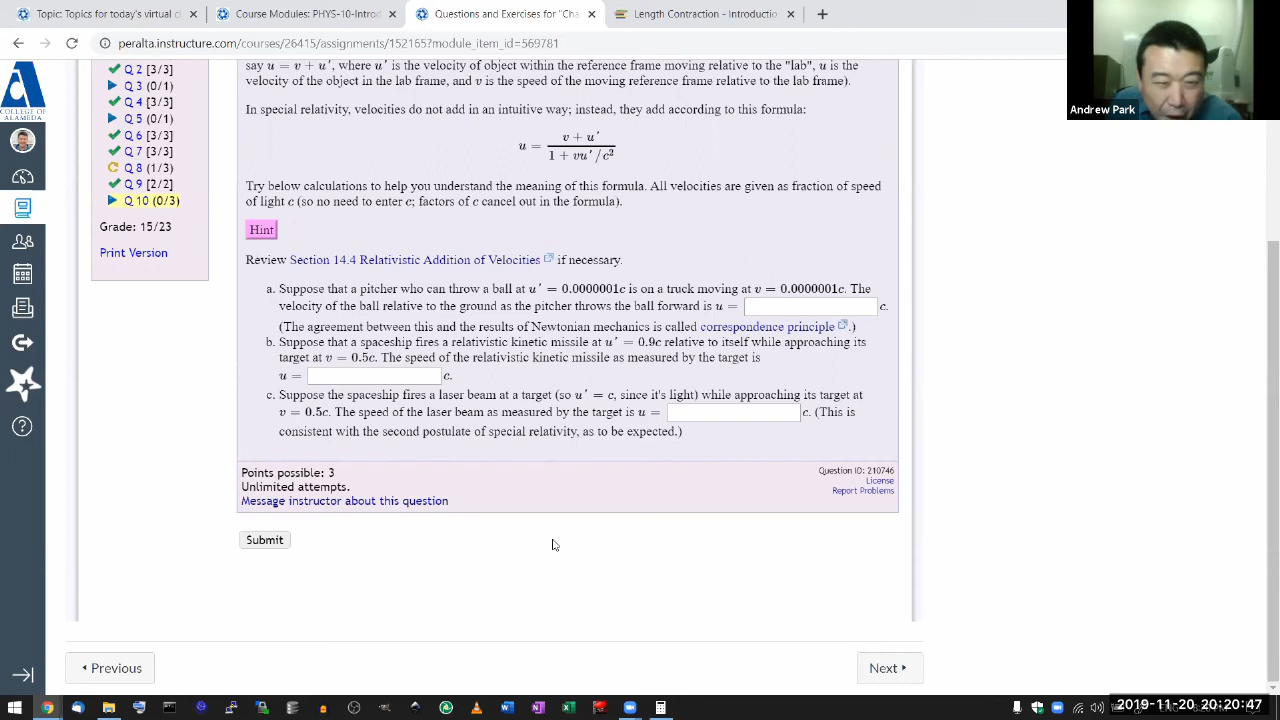 Topic: Topics for today's virtual c
Course Modules: PHYS-10-Introd
Questions and Exercises for "Cha
Length Contraction - Introductio
peralta.instructure.com/courses/26415/assignments/152165?module_item_id=569781
Andrew Park
COLLEGE OF
ALAMEDA
Q 2 [3/3]
Q 3 (0/1)
Q 4 [3/3]
Q 5 (0/1)
Q 6 [3/3]
Q 7 [3/3]
Q 8 (1/3)
Q 9 [2/2]
Q 10 (0/3)
Grade: 15/23
Print Version
say u = v + u', where u' is the velocity of object within the reference frame moving relative to the "lab", u is the
velocity of the object in the lab frame, and v is the speed of the moving reference frame relative to the lab frame).
In special relativity, velocities do not add in an intuitive way; instead, they add according to this formula:
u = (v + u') / (1 + vu'/c²)
Try below calculations to help you understand the meaning of this formula. All velocities are given as fraction of speed
of light c (so no need to enter c; factors of c cancel out in the formula).
Hint
Review Section 14.4 Relativistic Addition of Velocities if necessary.
a. Suppose that a pitcher who can throw a ball at u' = 0.0000001c is on a truck moving at v = 0.0000001c. The
velocity of the ball relative to the ground as the pitcher throws the ball forward is u = c.
(The agreement between this and the results of Newtonian mechanics is called correspondence principle .)
b. Suppose that a spaceship fires a relativistic kinetic missile at u' = 0.9c relative to itself while approaching its
target at v = 0.5c. The speed of the relativistic kinetic missile as measured by the target is
u = c.
c. Suppose the spaceship fires a laser beam at a target (so u' = c, since it's light) while approaching its target at
v = 0.5c. The speed of the laser beam as measured by the target is u = c. (This is
consistent with the second postulate of special relativity, as to be expected.)
Points possible: 3
Unlimited attempts.
Message instructor about this question
Question ID: 210746
License
Report Problems
Submit
Previous
Next
2019-11-20 20:20:47